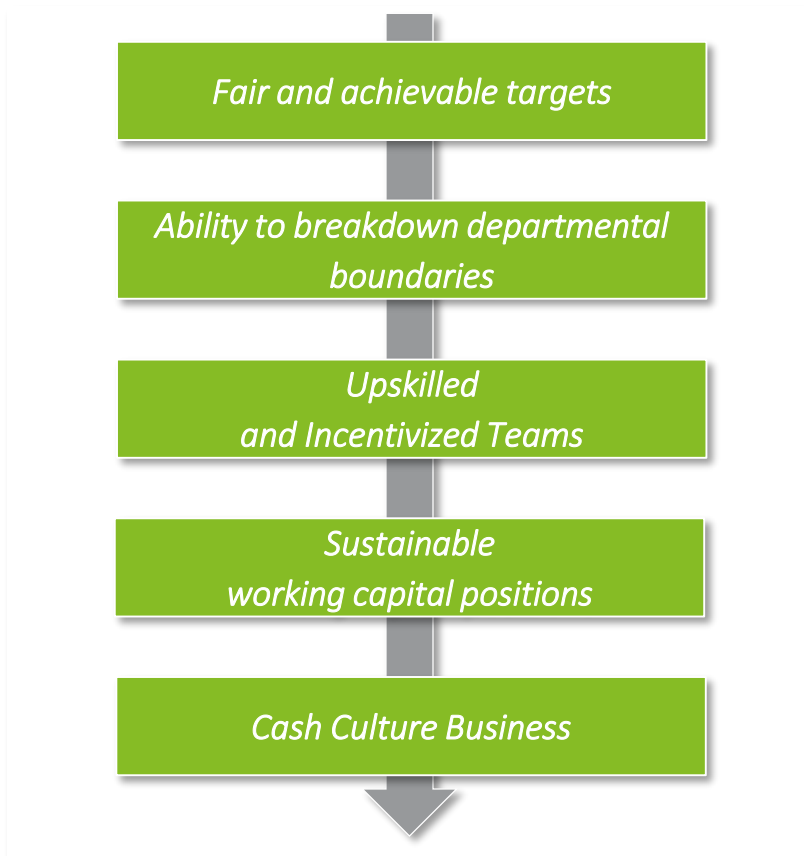 Fair and achievable targets
Ability to breakdown departmental
boundaries
Upskilled
and Incentivized Teams
Sustainable
working capital positions
Cash Culture Business